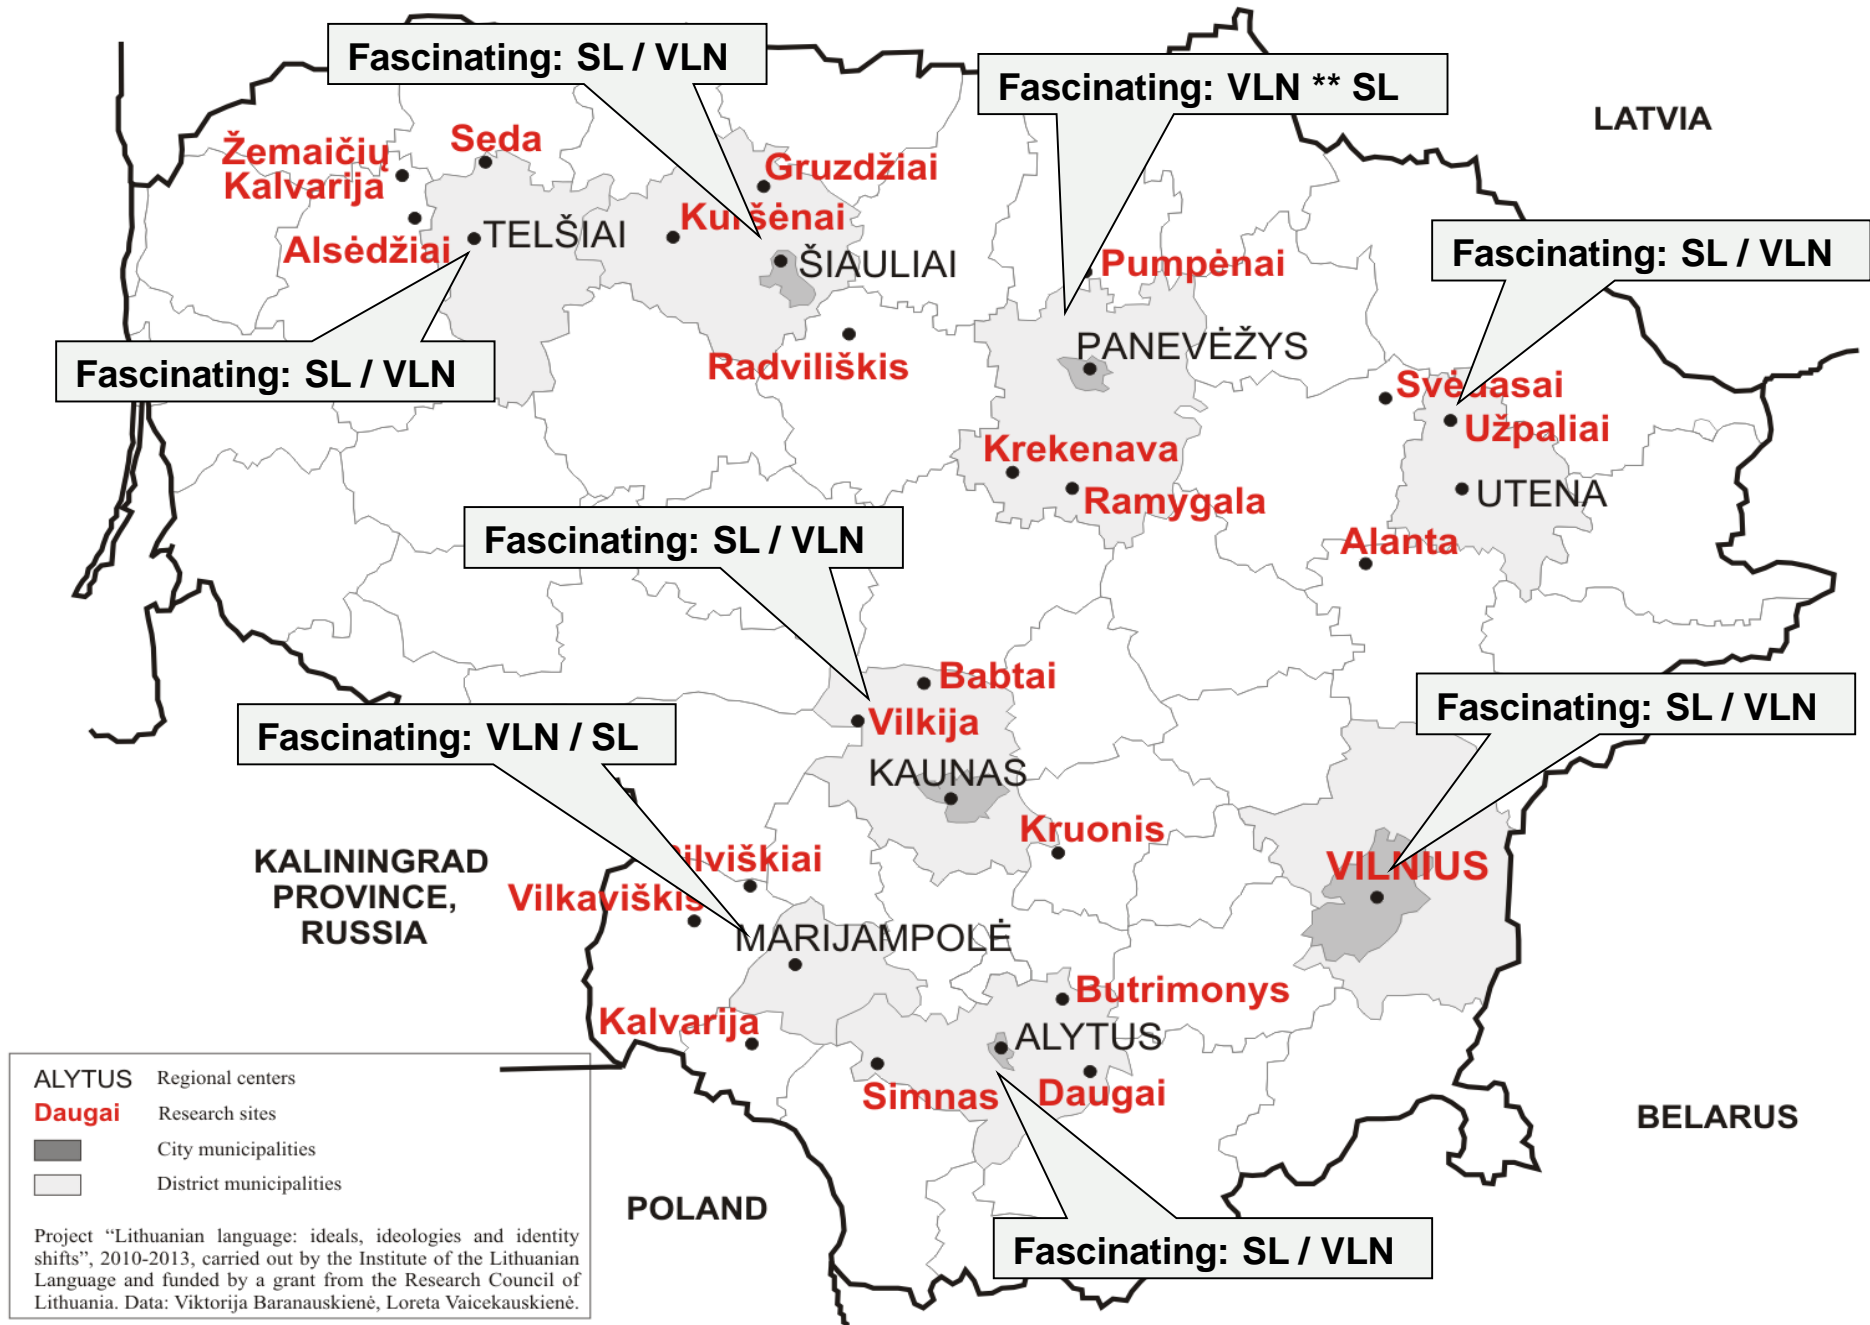 Fascinating: SL / VLN
Fascinating: VLN ** SL
LATVIA
Žemaičių
Kalvarija
Seda
Gruzdžiai
Kuršėnai
Alsėdžiai
TELŠIAI
ŠIAULIAI
Pumpėnai
Fascinating: SL / VLN
Fascinating: SL / VLN
Radviliškis
PANEVĖŽYS
Svėdasai
Užpaliai
Krekenava
Ramygala
UTENA
Alanta
Fascinating: SL / VLN
Babtai
Vilkija
Fascinating: VLN / SL
Fascinating: SL / VLN
KAUNAS
Kruonis
VILNIUS
KALININGRAD
PROVINCE,
RUSSIA
Pilviškiai
Vilkaviškis
MARIJAMPOLĖ
Butrimonys
Kalvarija
ALYTUS
Simnas
Daugai
BELARUS
POLAND
Fascinating: SL / VLN
ALYTUS Regional centers
Daugai Research sites
City municipalities
District municipalities
Project “Lithuanian language: ideals, ideologies and identity
shifts”, 2010-2013, carried out by the Institute of the Lithuanian
Language and funded by a grant from the Research Council of
Lithuania. Data: Viktorija Baranauskienė, Loreta Vaicekauskienė.